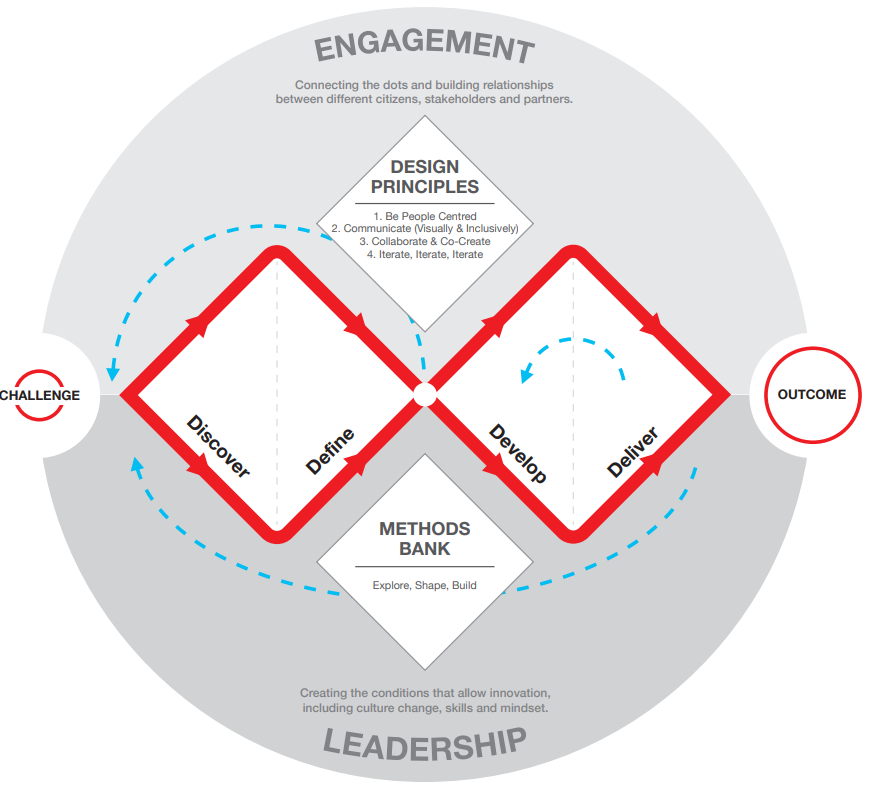 ENGAGEMENT
Connecting the dots and building relationships
between different citizens, stakeholders and partners.
DESIGN
PRINCIPLES
1. Be People Centred
2. Communicate (Visually & Inclusively)
3. Collaborate & Co-Create
4. Iterate, Iterate, Iterate
CHALLENGE
OUTCOME
Discover
Define
Develop
Deliver
METHODS
BANK
Explore, Shape, Build
Creating the conditions that allow innovation,
including culture change, skills and mindset.
LEADERSHIP